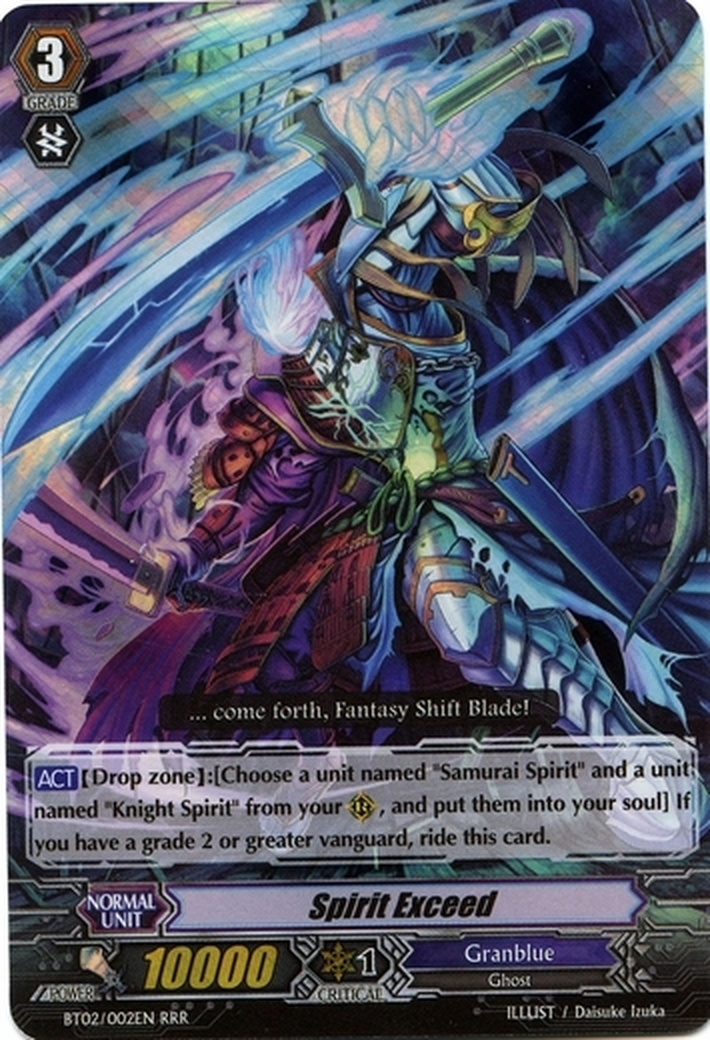 3
GRADE
... come forth, Fantasy Shift Blade!
ACT【Drop zone】:[Choose a unit named "Samurai Spirit" and a unit
named "Knight Spirit" from your , and put them into your soul] If
you have a grade 2 or greater vanguard, ride this card.
NORMAL
UNIT
Spirit Exceed
POWER
10000
1
CRITICAL
Granblue
Ghost
BT02/002EN RRR
ILLUST / Daisuke Izuka